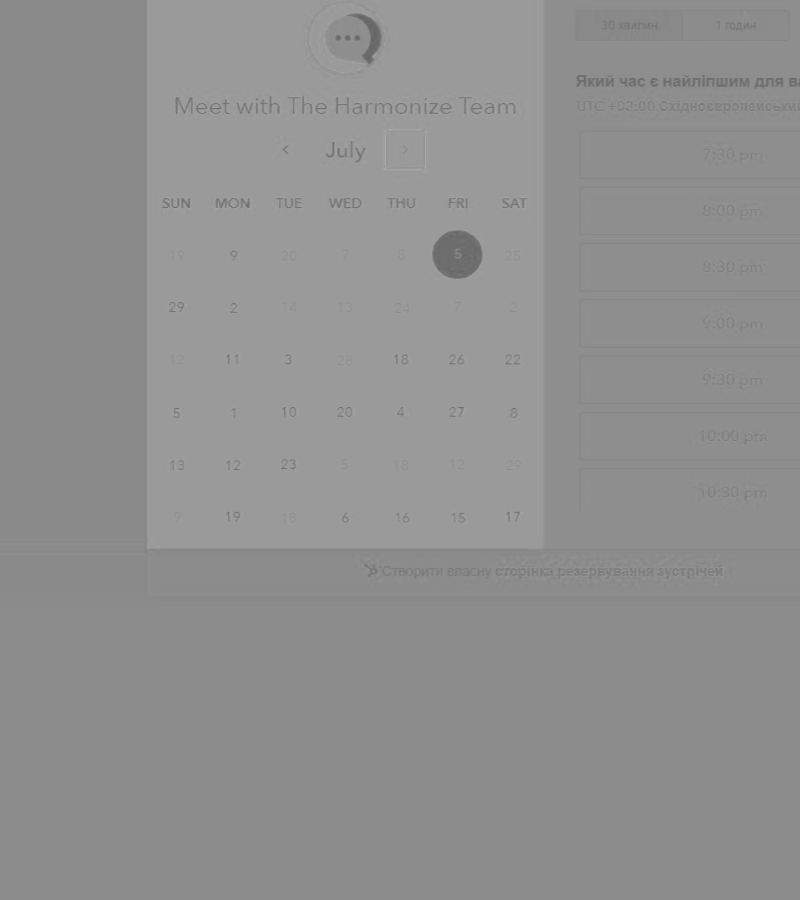 Meet with The Harmonize Team
July
SUN MON TUE WED THU FRI SAT
19 9 20 7 5 25
29 2 14 13 24 7 2
12 11 3 28 18 26 22
5 1 10 20 4 27 8
13 12 23 5 18 12 29
9 19 18 6 16 15 17
30 хвилин 1 годин
Який час є найліпшим для
UTC +03:00
7:30 pm
8:00 pm
8:30 pm
9:00 pm
9:30 pm
10:00
10:30 pm
Створити власну сторінка резервування зустрічей